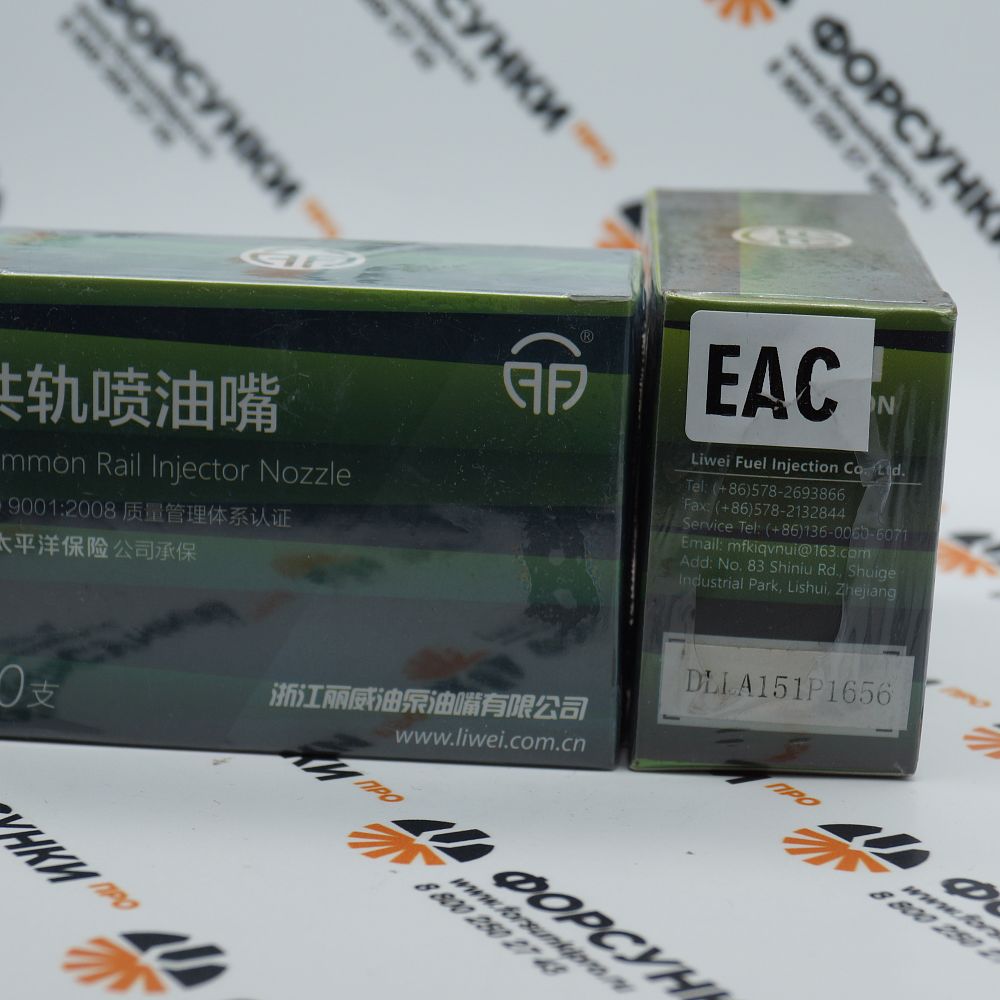 共轨喷油嘴
ommon Rail Injector Nozzle
9001:2008 质量管理体系认证
太平洋保险 公司承保
0支
浙江丽威油泵油嘴有限公司
www.liwei.com.cn
®
EAC
ON
Liwei Fuel Injection Co. Ltd.
Tel: (+86)578-2693866
Fax: (+86)578-2132844
Service Tel: (+86)136-0060-6071
Email: mfkiqvnui@163.com
Add: No. 83 Shiniu Rd., Shuige
Industrial Park, Lishui, Zhejiang
DLLA151P1656
ФОРСУНКИ ПРО
ФОРСУНКИ
www.forsunkipro.ru
8 800 250 27 43